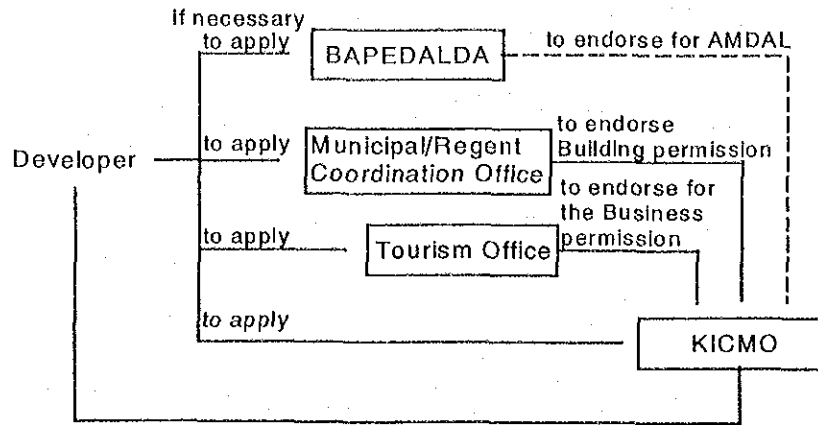 If necessary
to apply
BAPEDALDA
to endorse for AMDAL
to apply
Municipal/Regent
Coordination Office
to endorse
Building permission
Developer
to endorse for
the Business
permission
to apply
Tourism Office
to apply
KICMO